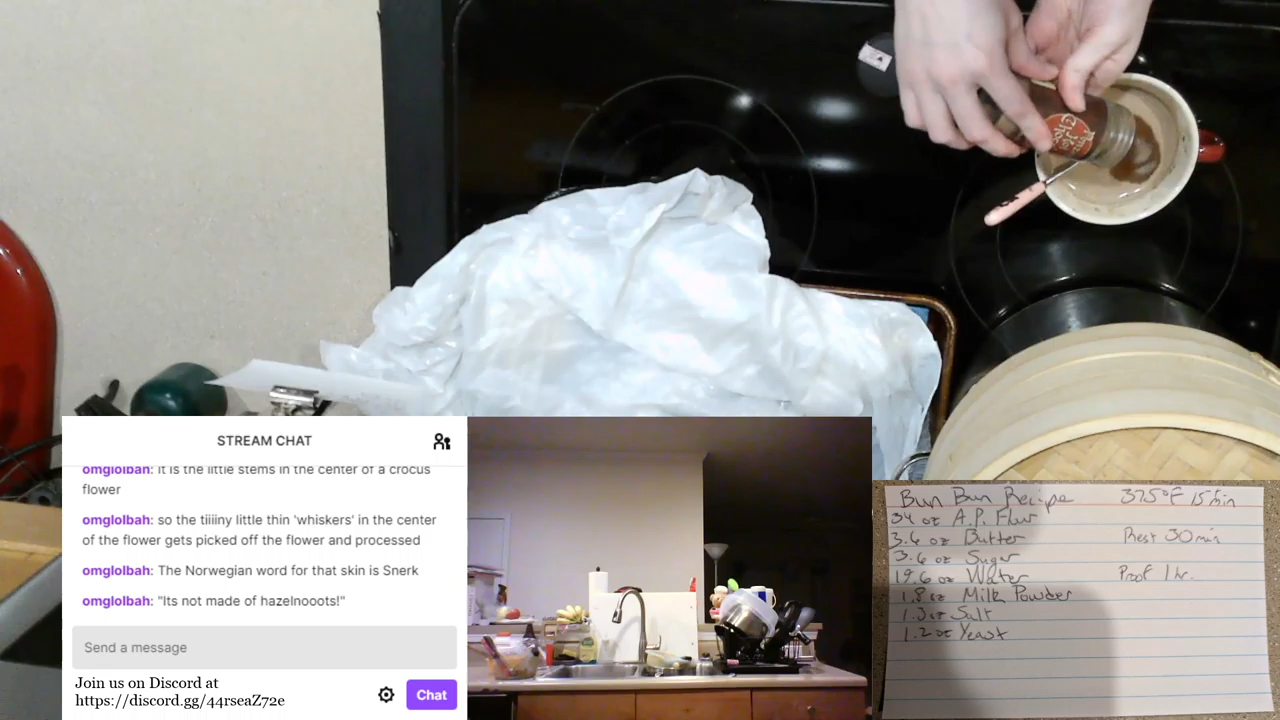 STREAM CHAT
omglolbah: it is the little stems in the center of a crocus
flower
omglolbah: so the tiiiiny little thin 'whiskers' in the center
of the flower gets picked off the flower and processed
omglolbah: The Norwegian word for that skin is Snerk
omglolbah: "Its not made of hazelnooots!"
Send a message
Join us on Discord at
https://discord.gg/44rseaZ72e
Chat
Bun Bun Recipe 375°F 15 min
34 oz A.P. Flour
3.6 oz Butter Rest 30 min
3.6 oz Sugar
19.6 oz Water Proof 1 hr.
1.8 oz Milk Powder
oz Salt
1.2 oz Yeast